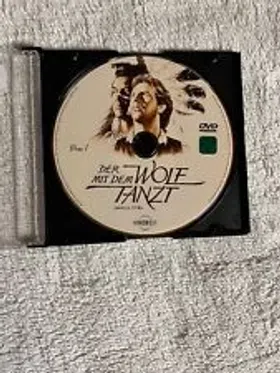 DVD
Disc 1
DER
MIT DEM WOLF
TANZT